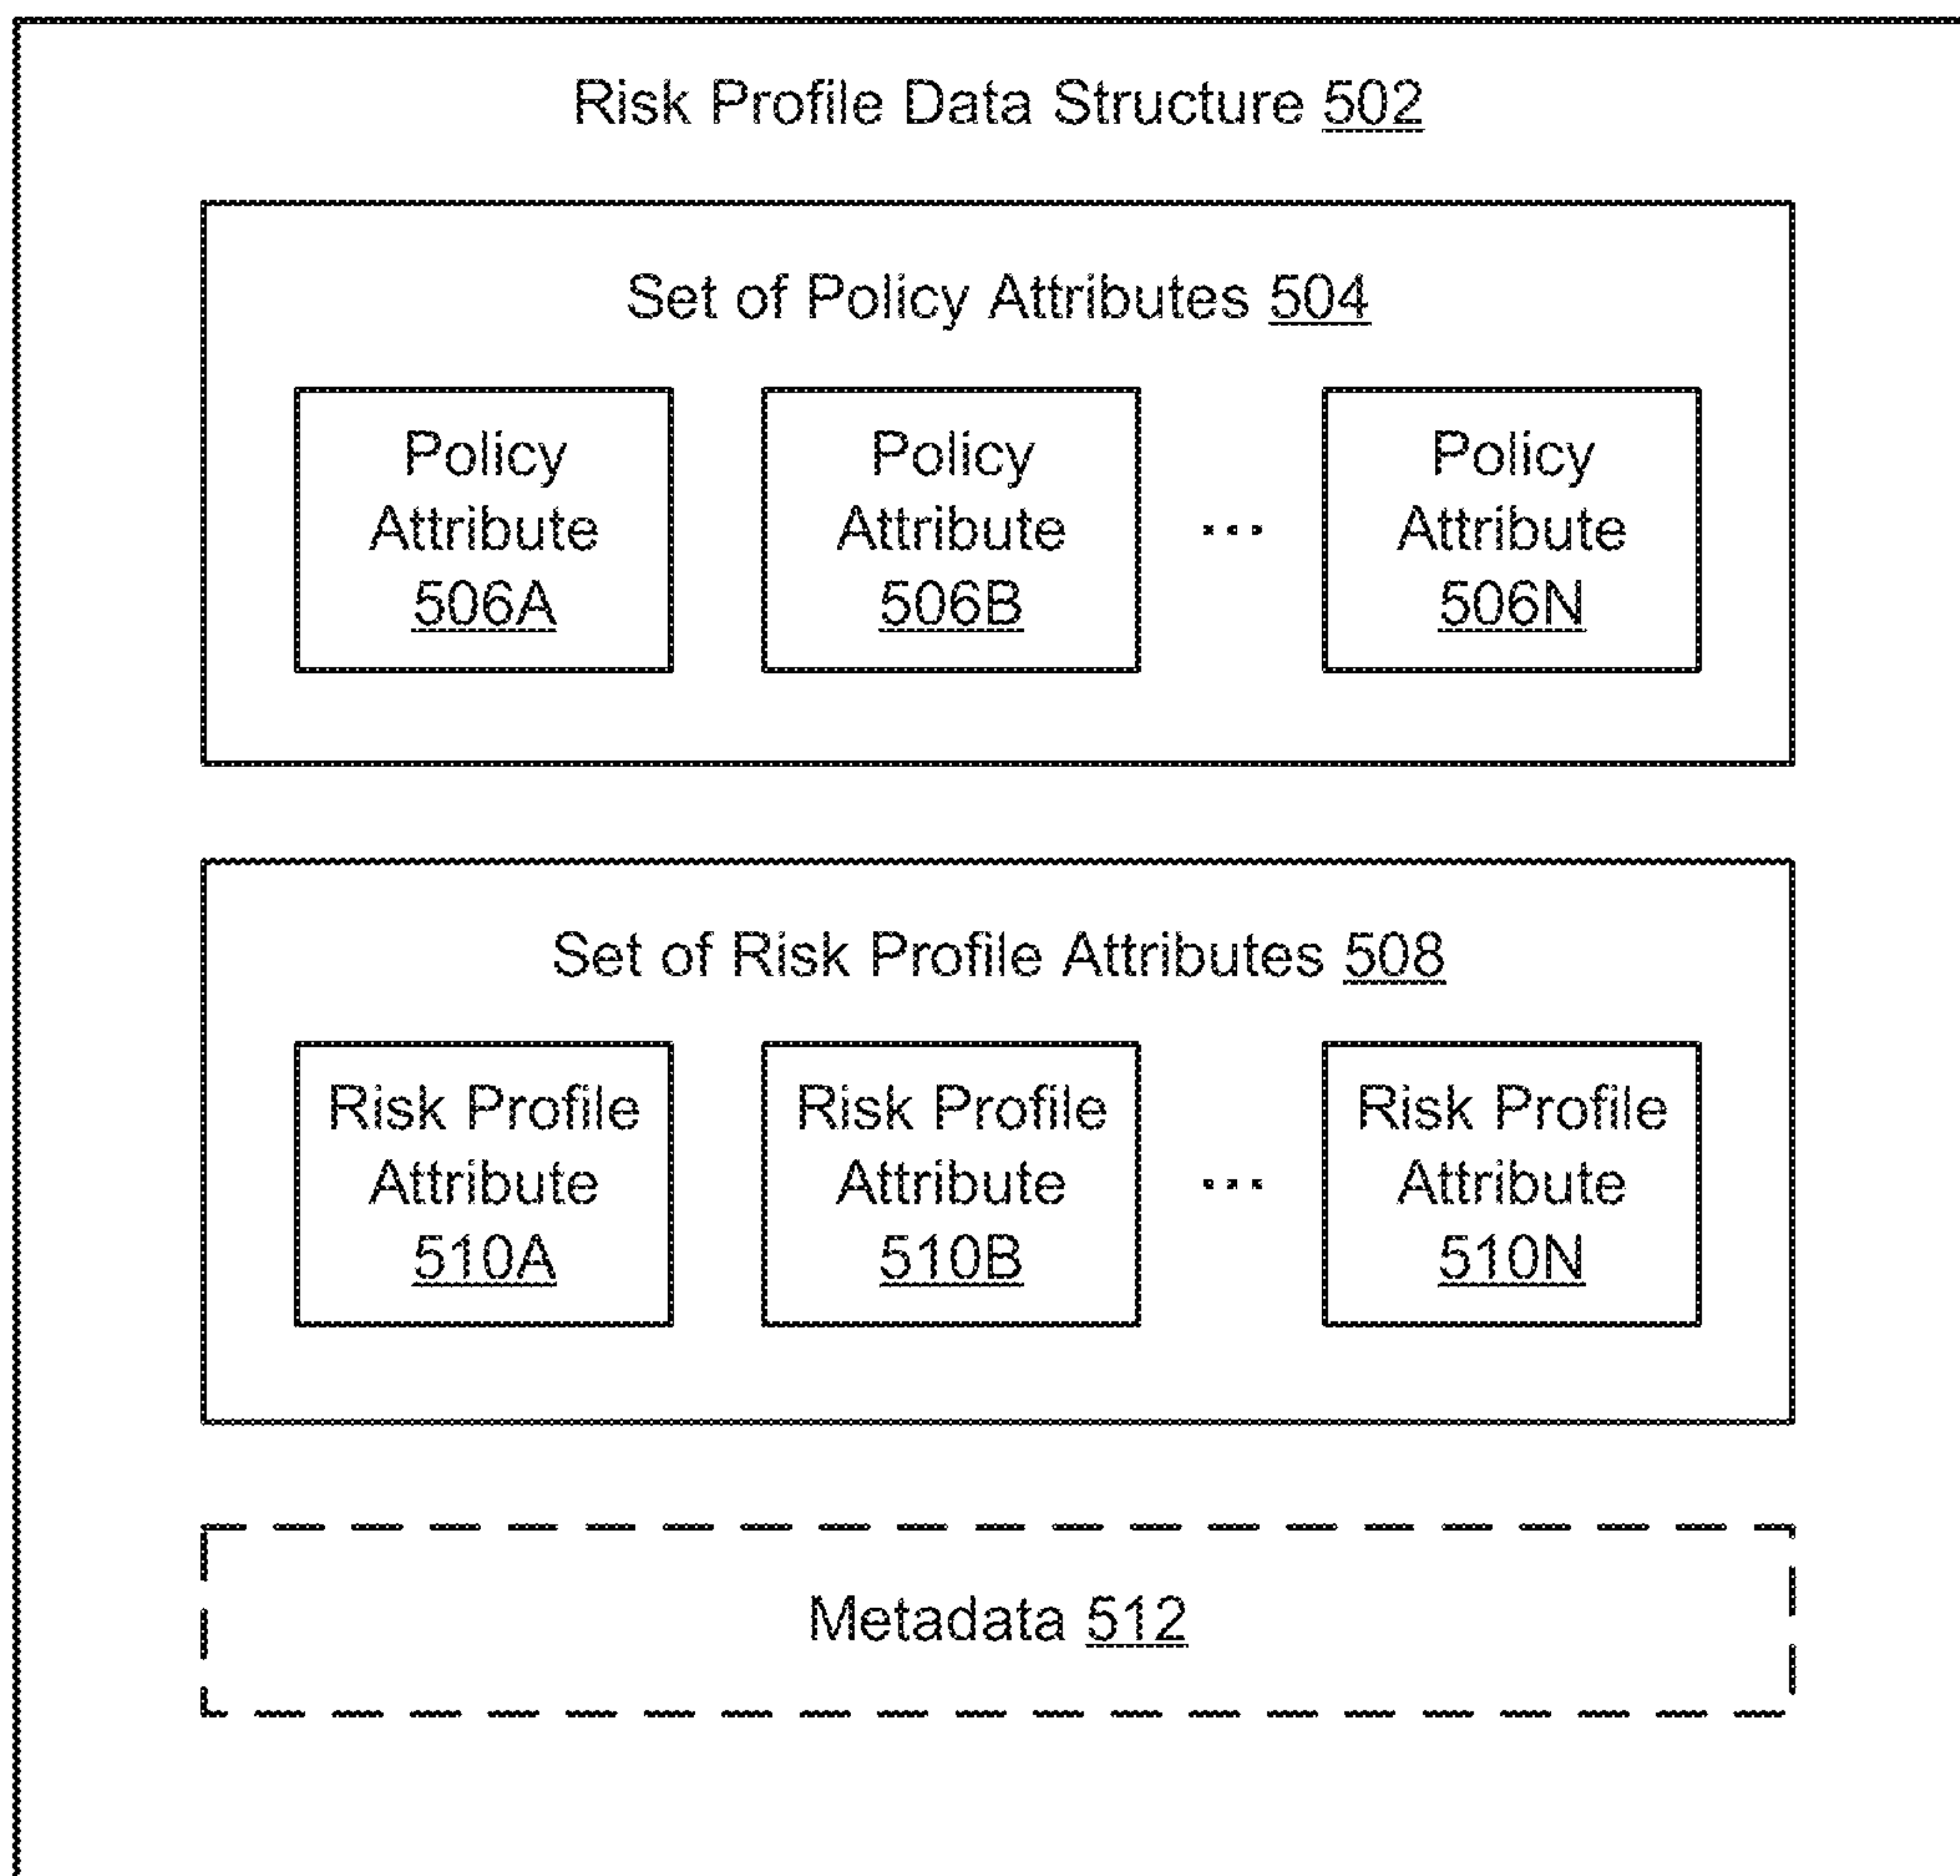 Risk Profile Data Structure 502
Set of Policy Attributes 504
Policy
Attribute
506A
Policy
Attribute
506B
...
Policy
Attribute
506N
Set of Risk Profile Attributes 508
Risk Profile
Attribute
510A
Risk Profile
Attribute
510B
...
Risk Profile
Attribute
510N
Metadata 512